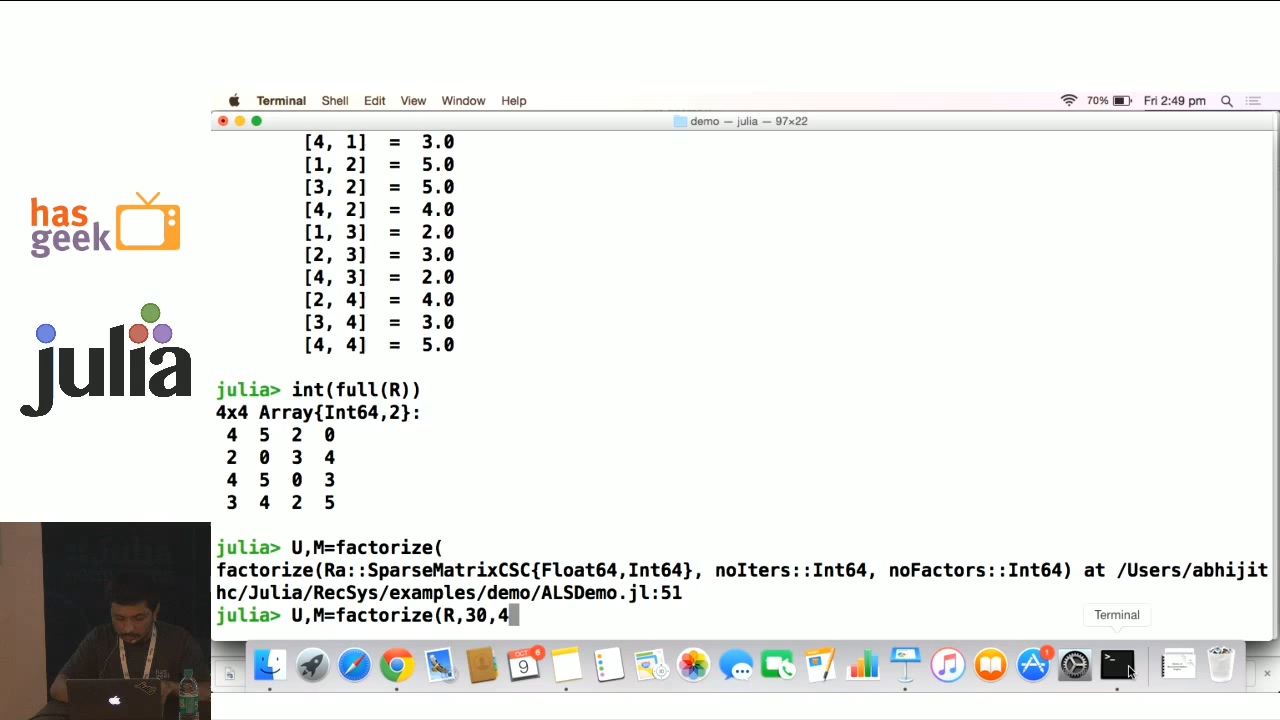 Terminal Shell Edit View Window Help
70% Fri 2:49 pm
demo — julia — 97×22
[4, 1] = 3.0
[1, 2] = 5.0
[3, 2] = 5.0
[4, 2] = 4.0
[1, 3] = 2.0
[2, 3] = 3.0
[4, 3] = 2.0
[2, 4] = 4.0
[3, 4] = 3.0
[4, 4] = 5.0
julia> int(full(R))
4x4 Array{Int64,2}:
4 5 2 0
2 0 3 4
4 5 0 3
3 4 2 5
julia> U,M=factorize(
factorize(Ra::SparseMatrixCSC{Float64,Int64}, noIters::Int64, noFactors::Int64) at /Users/abhijit
hc/Julia/RecSys/examples/demo/ALSDemo.jl:51
julia> U,M=factorize(R,30,4
Terminal
OCT 6
9
1
>_
has
geek
julia